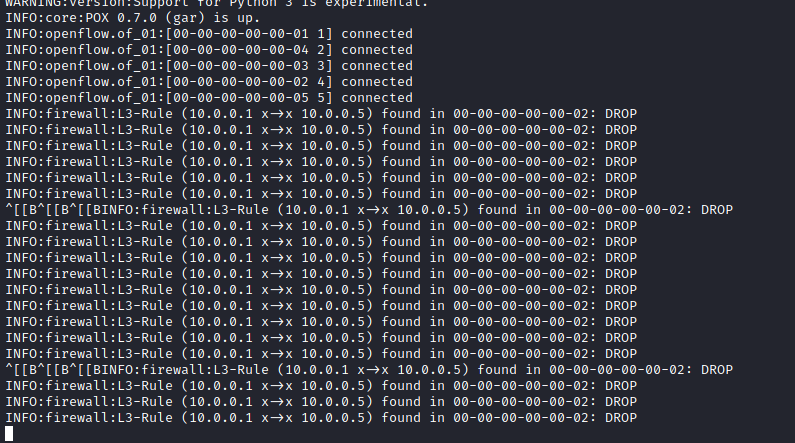 WARNING:version:Support for Python 3 is experimental.
INFO:core:POX 0.7.0 (gar) is up.
INFO:openflow.of_01:[00-00-00-00-00-01 1] connected
INFO:openflow.of_01:[00-00-00-00-00-04 2] connected
INFO:openflow.of_01:[00-00-00-00-00-03 3] connected
INFO:openflow.of_01:[00-00-00-00-00-02 4] connected
INFO:openflow.of_01:[00-00-00-00-00-05 5] connected
INFO:firewall:L3-Rule (10.0.0.1 x->x 10.0.0.5) found in 00-00-00-00-00-02: DROP
INFO:firewall:L3-Rule (10.0.0.1 x->x 10.0.0.5) found in 00-00-00-00-00-02: DROP
INFO:firewall:L3-Rule (10.0.0.1 x->x 10.0.0.5) found in 00-00-00-00-00-02: DROP
INFO:firewall:L3-Rule (10.0.0.1 x->x 10.0.0.5) found in 00-00-00-00-00-02: DROP
INFO:firewall:L3-Rule (10.0.0.1 x->x 10.0.0.5) found in 00-00-00-00-00-02: DROP
INFO:firewall:L3-Rule (10.0.0.1 x->x 10.0.0.5) found in 00-00-00-00-00-02: DROP
^[[B^[[B^[[BINFO:firewall:L3-Rule (10.0.0.1 x->x 10.0.0.5) found in 00-00-00-00-00-02: DROP
INFO:firewall:L3-Rule (10.0.0.1 x->x 10.0.0.5) found in 00-00-00-00-00-02: DROP
INFO:firewall:L3-Rule (10.0.0.1 x->x 10.0.0.5) found in 00-00-00-00-00-02: DROP
INFO:firewall:L3-Rule (10.0.0.1 x->x 10.0.0.5) found in 00-00-00-00-00-02: DROP
INFO:firewall:L3-Rule (10.0.0.1 x->x 10.0.0.5) found in 00-00-00-00-00-02: DROP
INFO:firewall:L3-Rule (10.0.0.1 x->x 10.0.0.5) found in 00-00-00-00-00-02: DROP
INFO:firewall:L3-Rule (10.0.0.1 x->x 10.0.0.5) found in 00-00-00-00-00-02: DROP
INFO:firewall:L3-Rule (10.0.0.1 x->x 10.0.0.5) found in 00-00-00-00-00-02: DROP
INFO:firewall:L3-Rule (10.0.0.1 x->x 10.0.0.5) found in 00-00-00-00-00-02: DROP
INFO:firewall:L3-Rule (10.0.0.1 x->x 10.0.0.5) found in 00-00-00-00-00-02: DROP
^[[B^[[B^[[BINFO:firewall:L3-Rule (10.0.0.1 x->x 10.0.0.5) found in 00-00-00-00-00-02: DROP
INFO:firewall:L3-Rule (10.0.0.1 x->x 10.0.0.5) found in 00-00-00-00-00-02: DROP
INFO:firewall:L3-Rule (10.0.0.1 x->x 10.0.0.5) found in 00-00-00-00-00-02: DROP
INFO:firewall:L3-Rule (10.0.0.1 x->x 10.0.0.5) found in 00-00-00-00-00-02: DROP